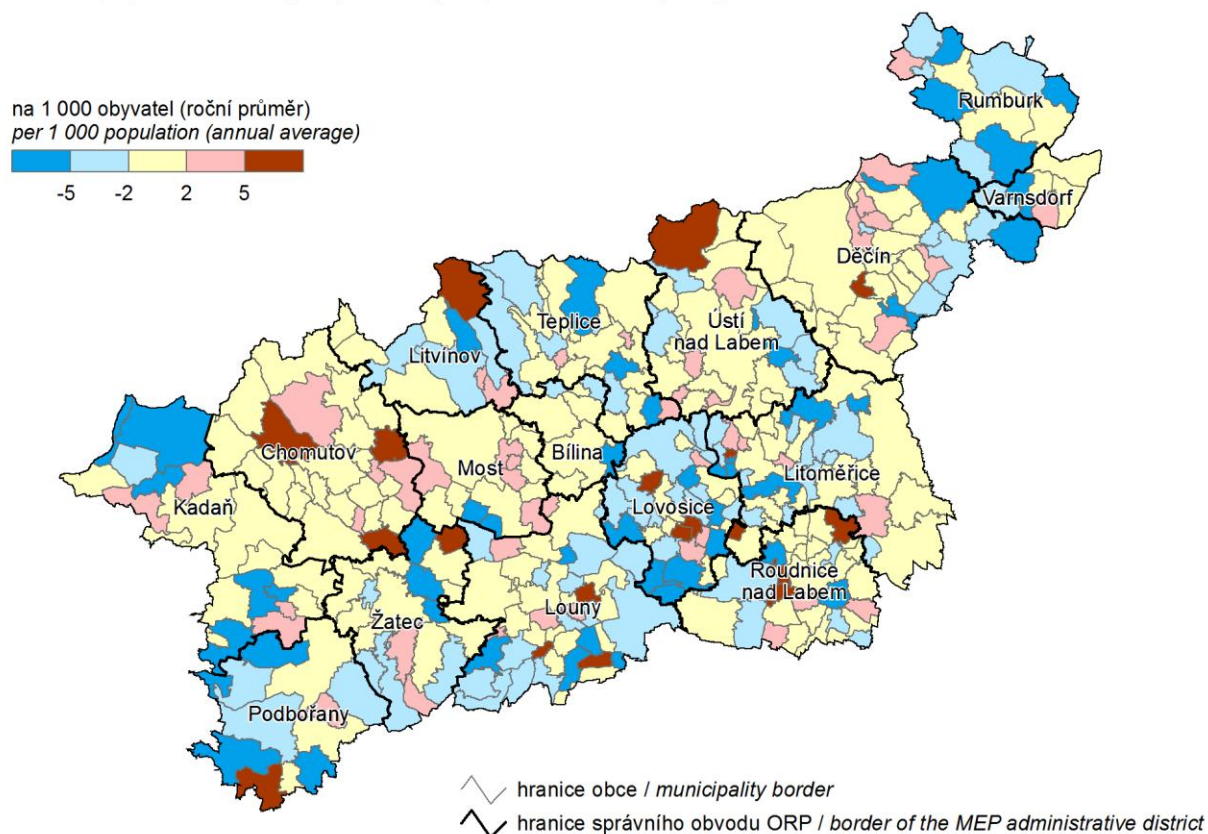 na 1 000 obyvatel (roční průměr)
per 1 000 population (annual average)
-5 -2 2 5
Rumburk
Varnsdorf
Děčín
Teplice
Ústí
nad Labem
Litvínov
Chomutov
Most
Bílina
Litoměřice
Kadaň
Lovosice
Roudnice
nad Labem
Louny
Žatec
Podbořany
hranice obce / municipality border
hranice správního obvodu ORP / border of the MEP administrative district